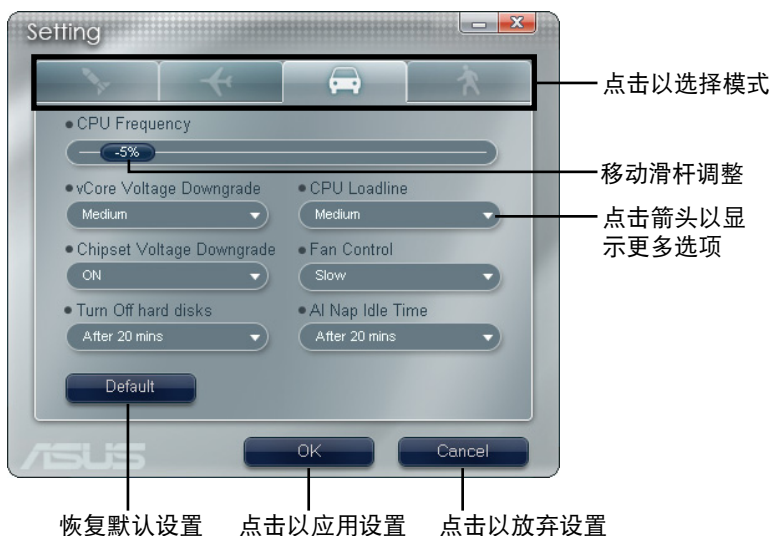 Setting
点击以选择模式
CPU Frequency
-5%
移动滑杆调整
vCore Voltage Downgrade
CPU Loadline
Medium
Medium
点击箭头以显
示更多选项
Chipset Voltage Downgrade
Fan Control
ON
Slow
Turn Off hard disks
AI Nap Idle Time
After 20 mins
After 20 mins
Default
ASUS
OK
Cancel
恢复默认设置
点击以应用设置
点击以放弃设置